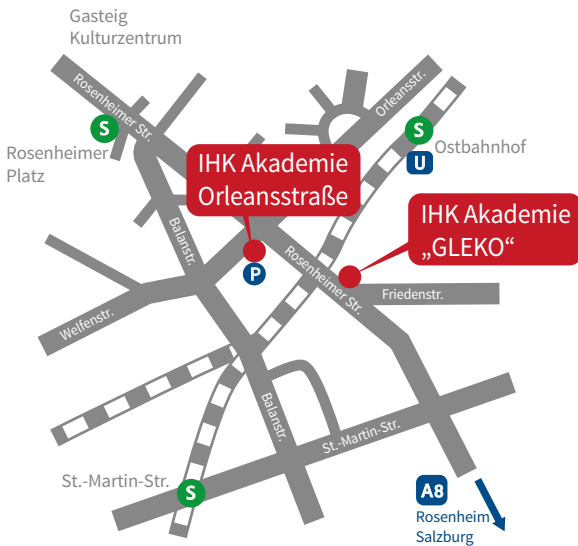 Gasteig
Kulturzentrum
Rosenheimer Str.
Orleansstr.
S
S
Rosenheimer
Platz
Ostbahnhof
U
IHK Akademie
Orleansstraße
IHK Akademie
„GLEKO“
Balanstr.
P
Rosenheimer Str.
Friedenstr.
Welfenstr.
Balanstr.
St.-Martin-Str.
St.-Martin-Str.
S
A8
Rosenheim
Salzburg